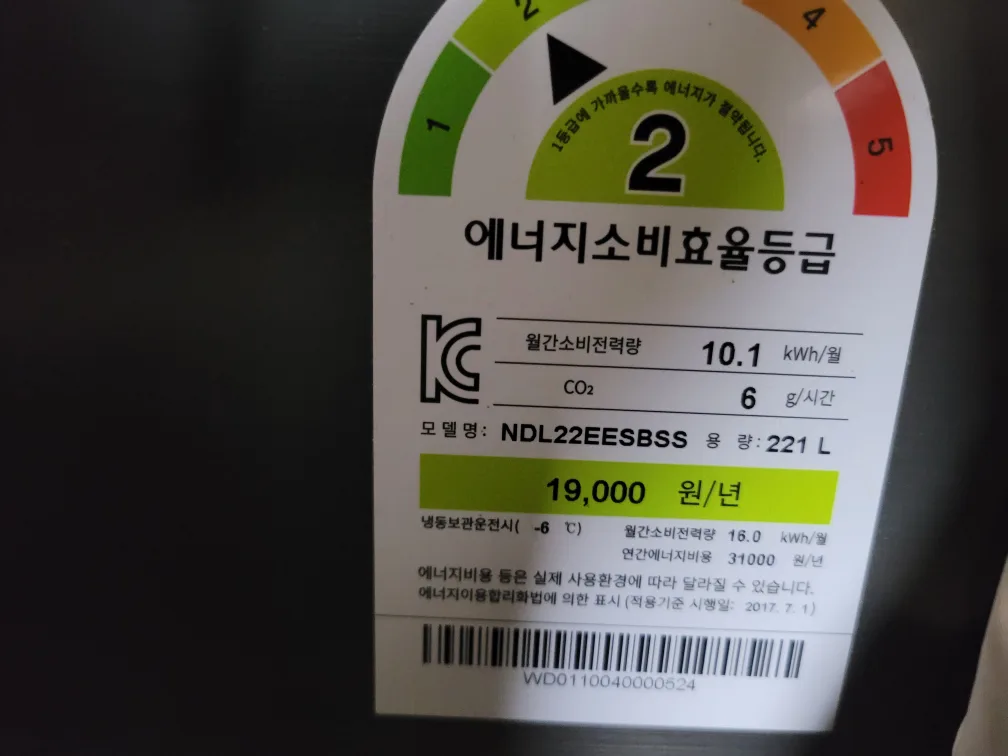 2
4
1
5
1등급에 가까울수록 에너지가 절약됩니다.
2
에너지소비효율등급
월간소비전력량 10.1 kWh/월
CO₂ 6 g/시간
모델명: NDL22EESBSS 용 량: 221 L
19,000 원/년
냉동보관운전시( -6 ℃) 월간소비전력량 16.0 kWh/월
연간에너지비용 31000 원/년
에너지비용 등은 실제 사용환경에 따라 달라질 수 있습니다.
에너지이용합리화법에 의한 표시 (적용기준 시행일: 2017. 7. 1)
WD0110040000524